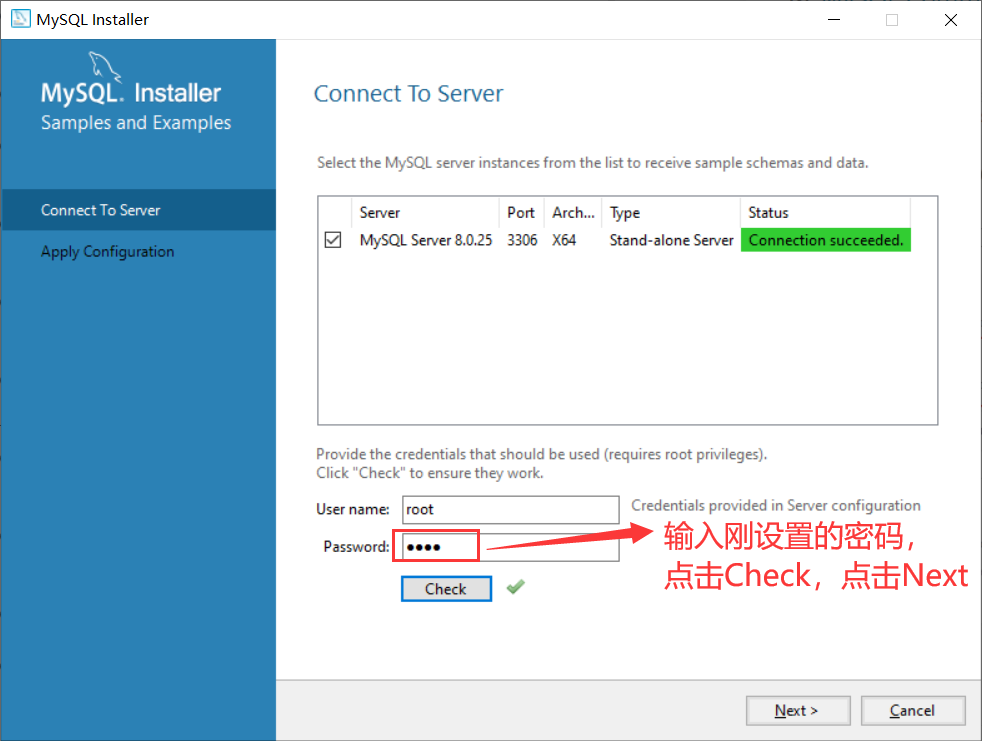 MySQL Installer
MySQL. Installer
Samples and Examples
Connect To Server
Apply Configuration
Connect To Server
Select the MySQL server instances from the list to receive sample schemas and data.
Server Port Arch... Type Status
MySQL Server 8.0.25 3306 X64 Stand-alone Server Connection succeeded.
Provide the credentials that should be used (requires root privileges).
Click "Check" to ensure they work.
User name: root Credentials provided in Server configuration
Password: ●●●●
输入刚设置的密码，
点击Check，点击Next
Check
Next > Cancel